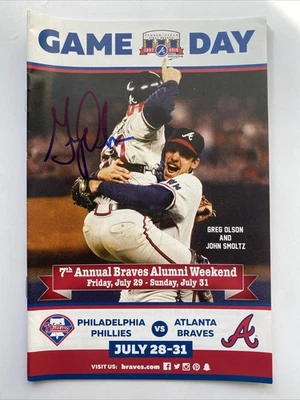 GAME DAY
GREG OLSON
AND
JOHN SMOLTZ
7th Annual Braves Alumni Weekend
Friday, July 29 - Sunday, July 31
PHILADELPHIA
PHILLIES
VS
ATLANTA
BRAVES
JULY 28-31
VISIT US: braves.com